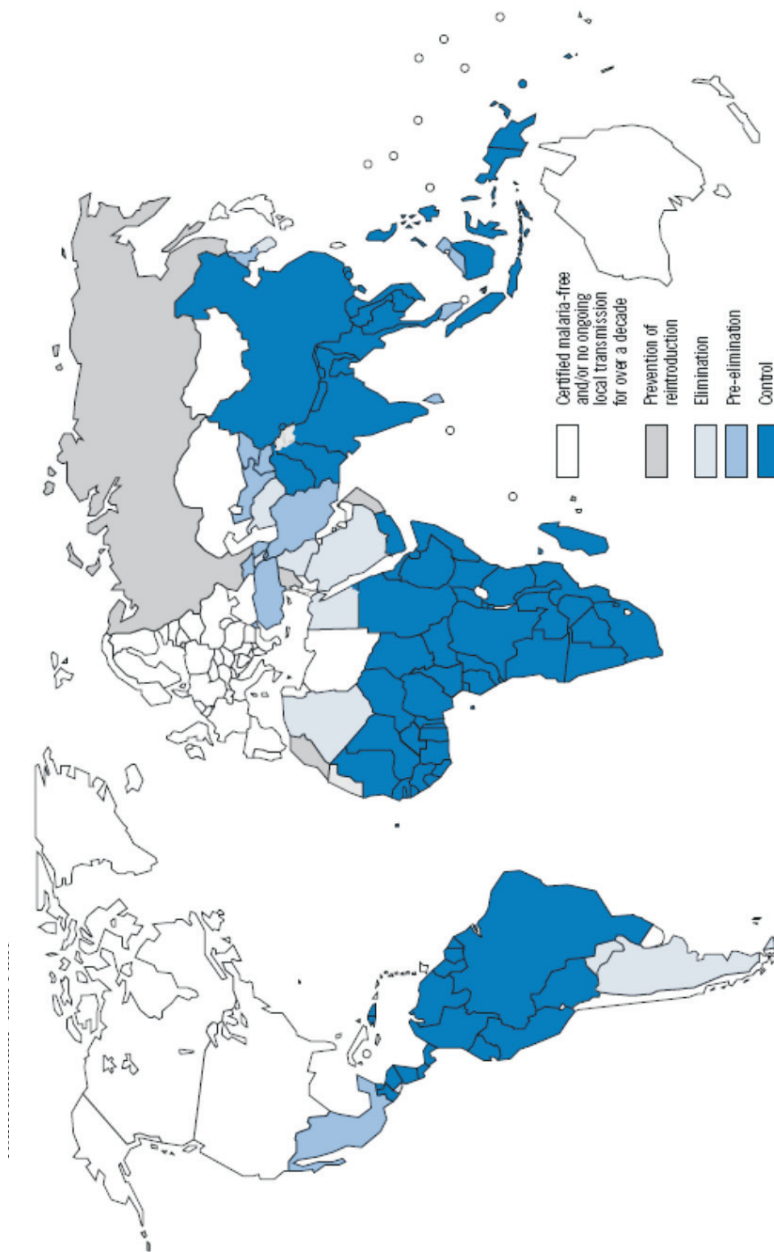 Certified malaria-free
and/or no ongoing
local transmission
for over a decade
Prevention of
reintroduction
Elimination
Pre-elimination
Control